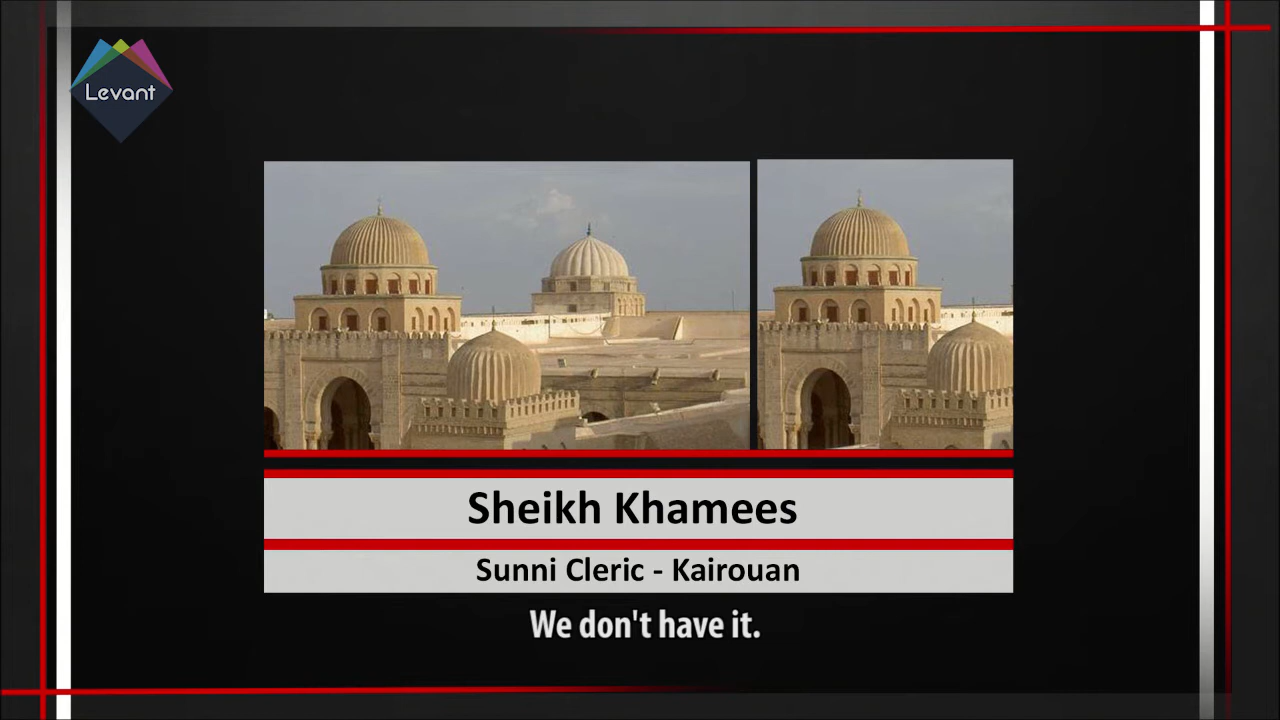 Levant
Sheikh Khamees
Sunni Cleric - Kairouan
We don't have it.